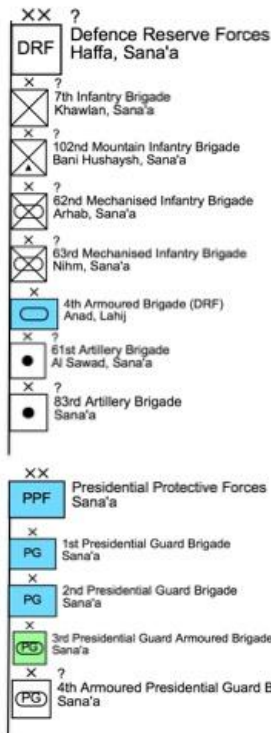 XX ?
DRF
Defence Reserve Forces
Haffa, Sana'a
X ?
7th Infantry Brigade
Khawlan, Sana'a
X ?
102nd Mountain Infantry Brigade
Bani Hushaysh, Sana'a
X ?
62nd Mechanised Infantry Brigade
Arhab, Sana'a
X ?
63rd Mechanised Infantry Brigade
Nihm, Sana'a
X
4th Armoured Brigade (DRF)
Anad, Lahij
X ?
61st Artillery Brigade
Al Sawad, Sana'a
X ?
83rd Artillery Brigade
Sana'a
XX
PPF
Presidential Protective Forces
Sana'a
X
PG
1st Presidential Guard Brigade
Sana'a
X
PG
2nd Presidential Guard Brigade
Sana'a
X
PG
3rd Presidential Guard Armoured Brigade
Sana'a
X ?
PG
4th Armoured Presidential Guard B
Sana'a